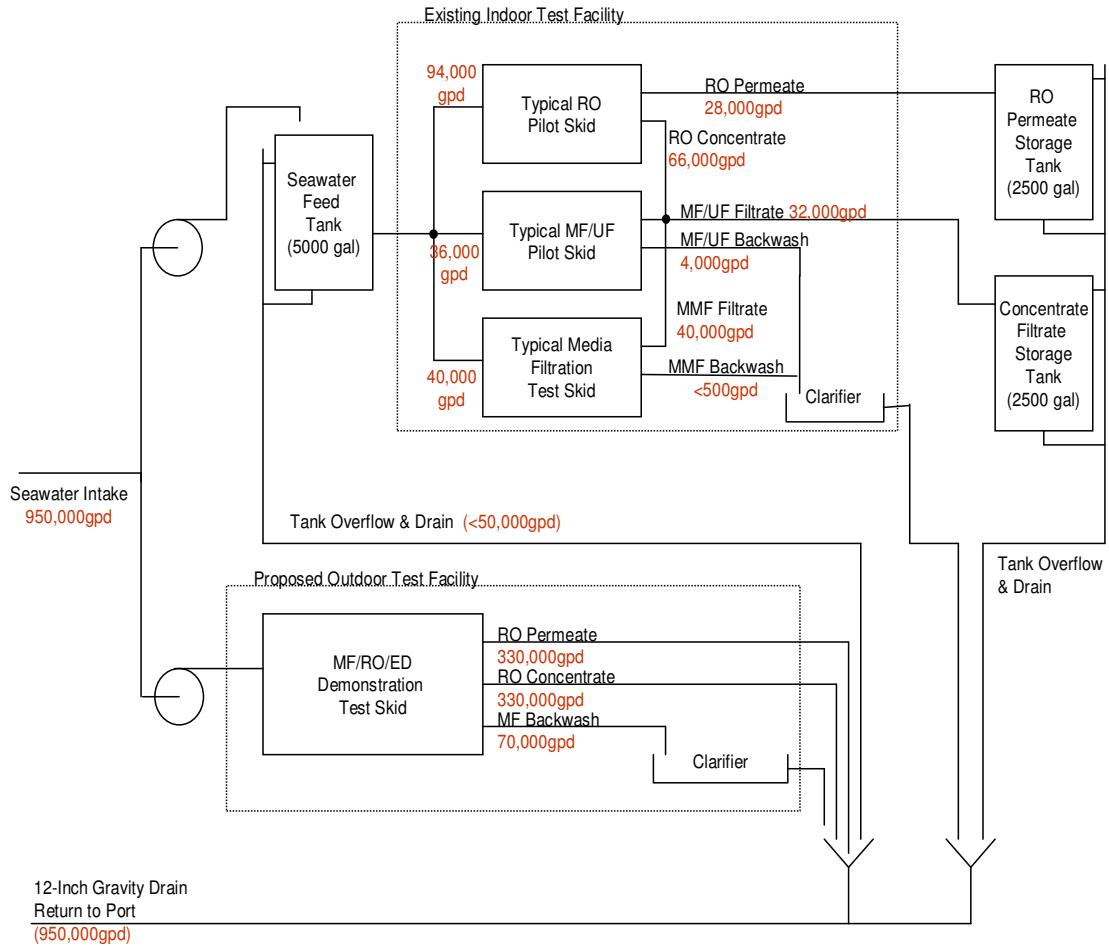 Existing Indoor Test Facility
94,000
gpd
Typical RO
Pilot Skid
RO Permeate
28,000gpd
RO Concentrate
66,000gpd
RO
Permeate
Storage
Tank
(2500 gal)
Seawater
Feed
Tank
(5000 gal)
36,000
gpd
Typical MF/UF
Pilot Skid
MF/UF Filtrate 32,000gpd
MF/UF Backwash
4,000gpd
MMF Filtrate
40,000gpd
40,000
gpd
Typical Media
Filtration
Test Skid
MMF Backwash
<500gpd
Clarifier
Concentrate
Filtrate
Storage
Tank
(2500 gal)
Seawater Intake
950,000gpd
Tank Overflow & Drain (<50,000gpd)
Tank Overflow
& Drain
Proposed Outdoor Test Facility
MF/RO/ED
Demonstration
Test Skid
RO Permeate
330,000gpd
RO Concentrate
330,000gpd
MF Backwash
70,000gpd
Clarifier
12-Inch Gravity Drain
Return to Port
(950,000gpd)